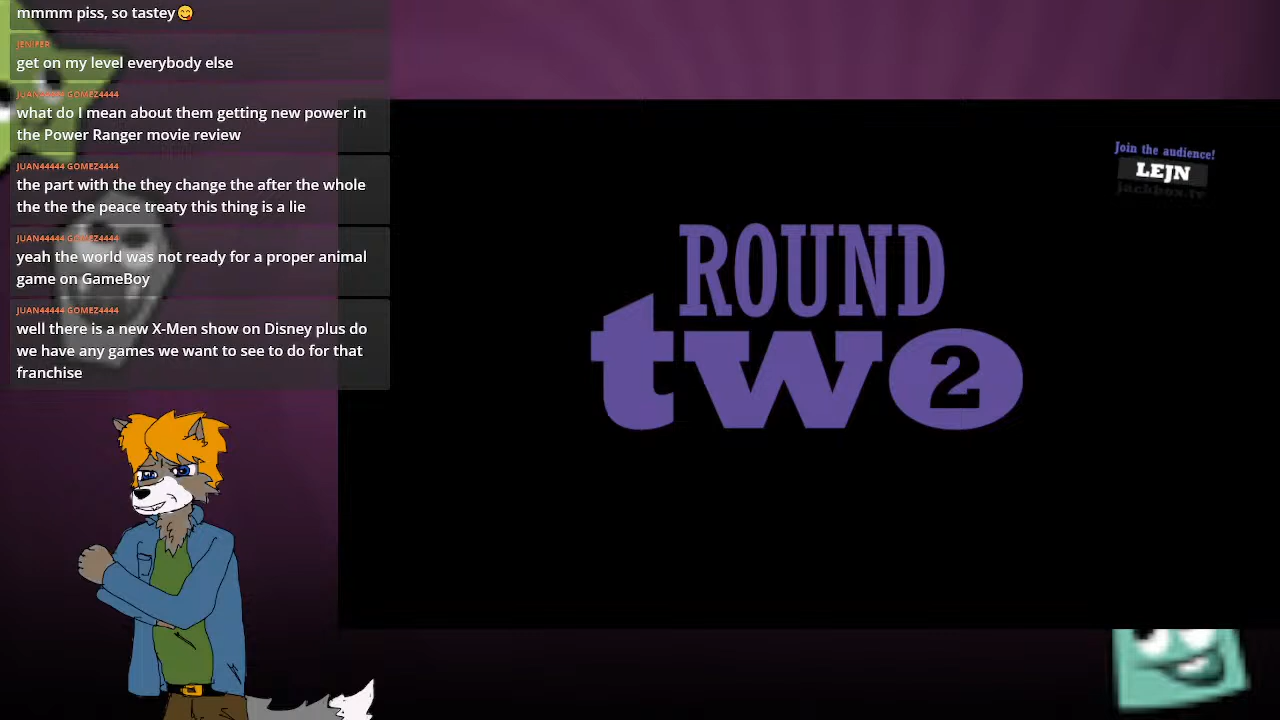 mmmm piss, so tastey😋
JENIFER
get on my level everybody else
JUAN44444 GOMEZ4444
what do I mean about them getting new power in
the Power Ranger movie review
JUAN44444 GOMEZ4444
the part with the they change the after the whole
the the the peace treaty this thing is a lie
JUAN44444 GOMEZ4444
yeah the world was not ready for a proper animal
game on GameBoy
JUAN44444 GOMEZ4444
well there is a new X-Men show on Disney plus do
we have any games we want to see to do for that
franchise
Join the audience!
LEJN
jackbox.tv
ROUND
two
2